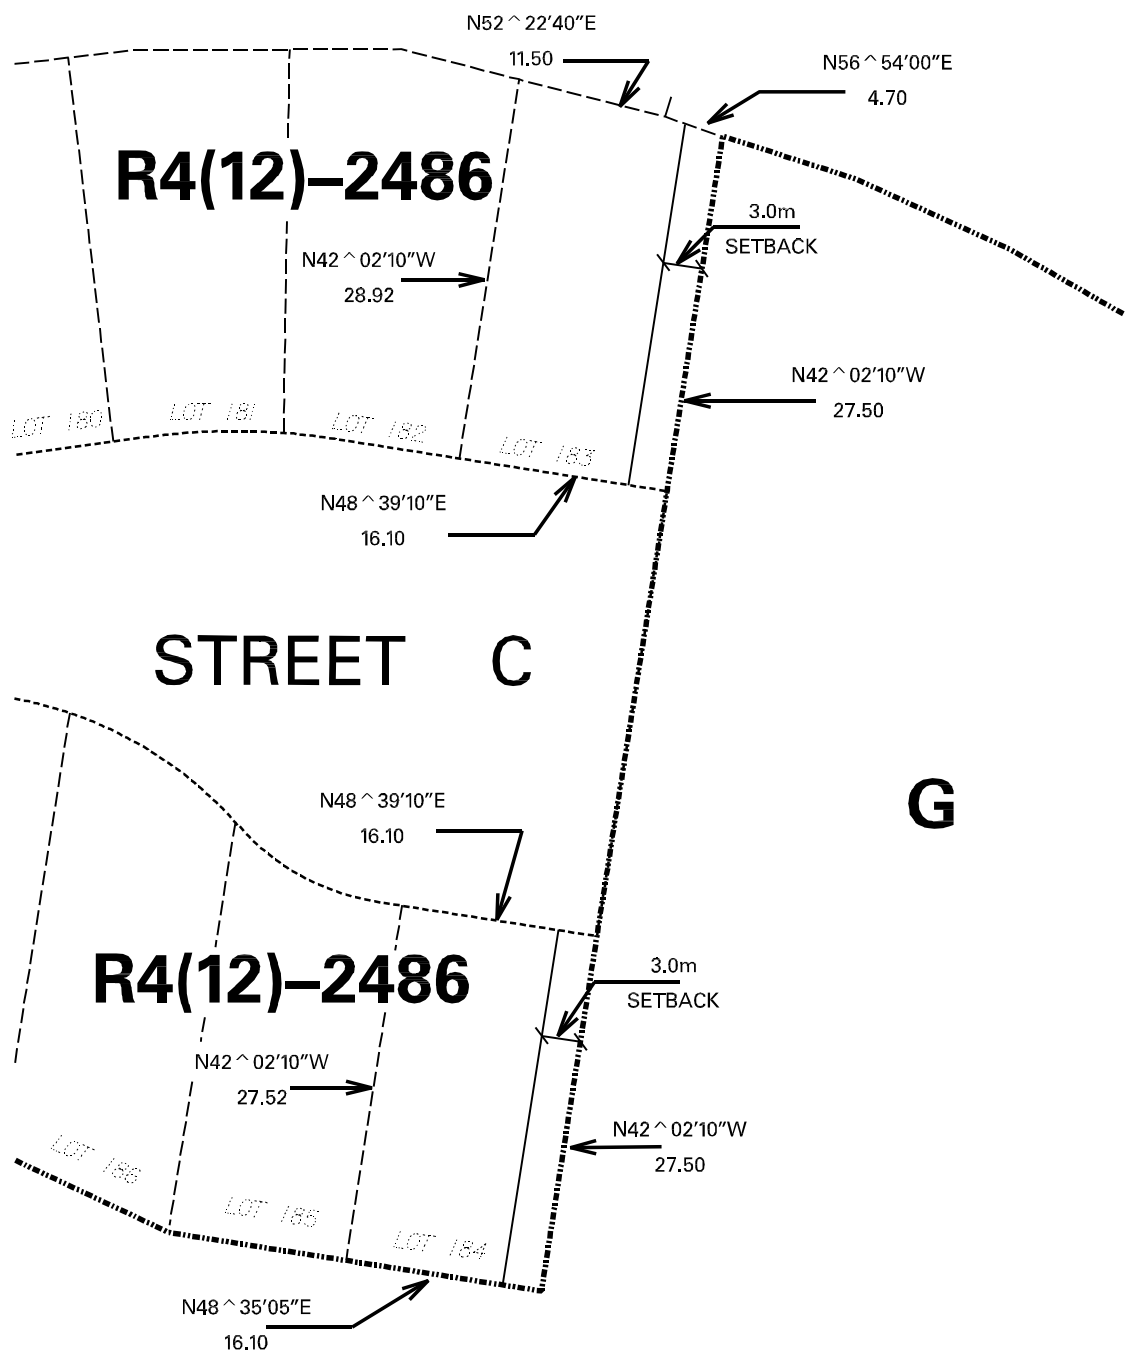 N52^22'40"E
11.50
N56^54'00"E
4.70
R4(12)–2486
3.0m
SETBACK
N42^02'10"W
28.92
N42^02'10"W
27.50
LOT 180
LOT 181
LOT 182
LOT 183
N48^39'10"E
16.10
STREET C
G
N48^39'10"E
16.10
R4(12)–2486
3.0m
SETBACK
N42^02'10"W
27.52
N42^02'10"W
27.50
LOT 186
LOT 185
LOT 184
N48^35'05"E
16.10